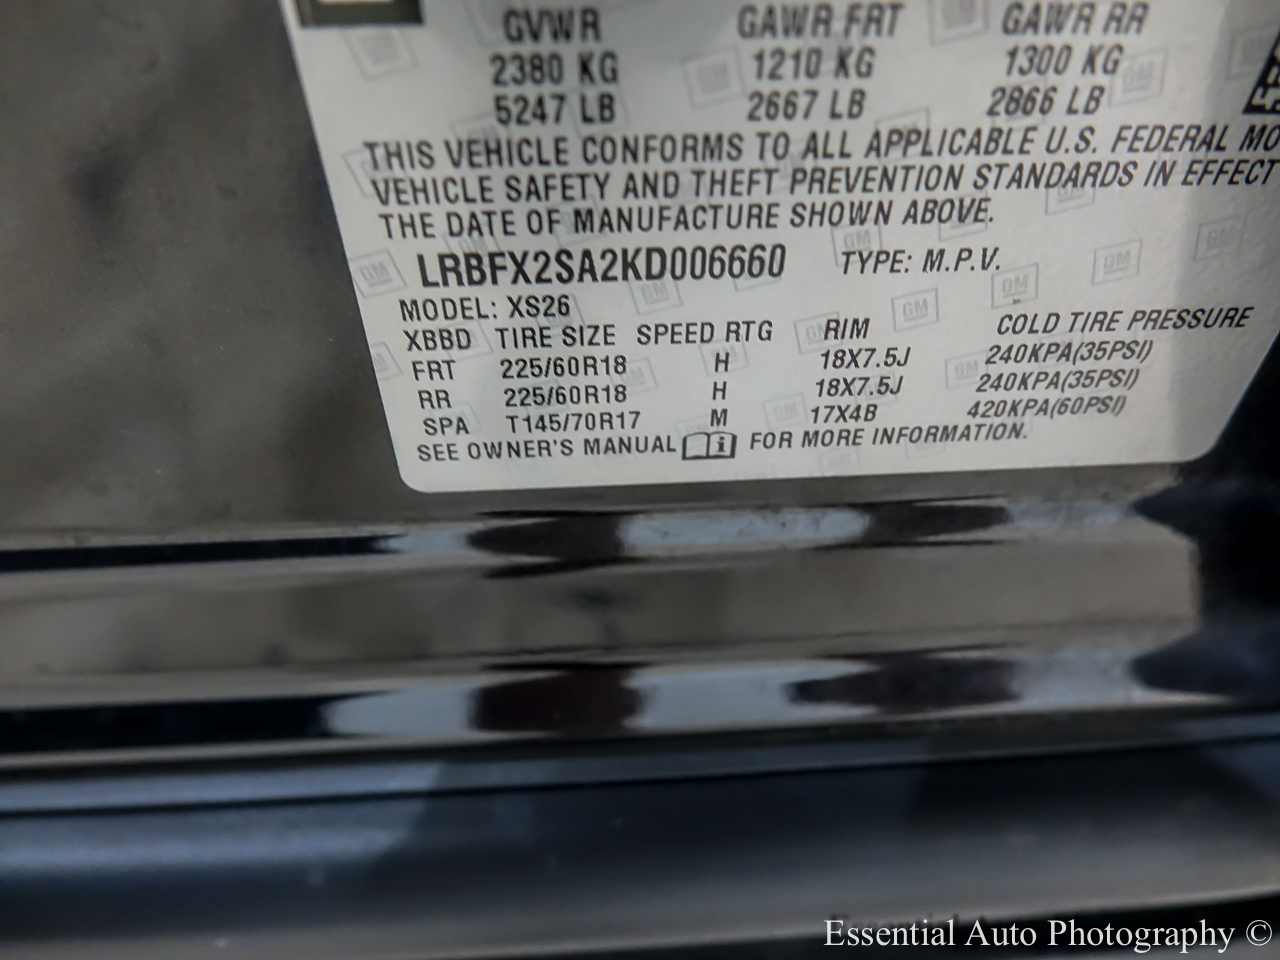 GVWR GAWR FRT GAWR RR
2380 KG 1210 KG 1300 KG
5247 LB 2667 LB 2866 LB
THIS VEHICLE CONFORMS TO ALL APPLICABLE U.S. FEDERAL MO
VEHICLE SAFETY AND THEFT PREVENTION STANDARDS IN EFFECT
THE DATE OF MANUFACTURE SHOWN ABOVE.
LRBFX2SA2KD006660 TYPE: M.P.V.
MODEL: XS26
XBBD TIRE SIZE SPEED RTG RIM COLD TIRE PRESSURE
FRT 225/60R18 H 18X7.5J 240KPA(35PSI)
RR 225/60R18 H 18X7.5J 240KPA(35PSI)
SPA T145/70R17 M 17X4B 420KPA(60PSI)
SEE OWNER'S MANUAL i FOR MORE INFORMATION.
Essential Auto Photography ©